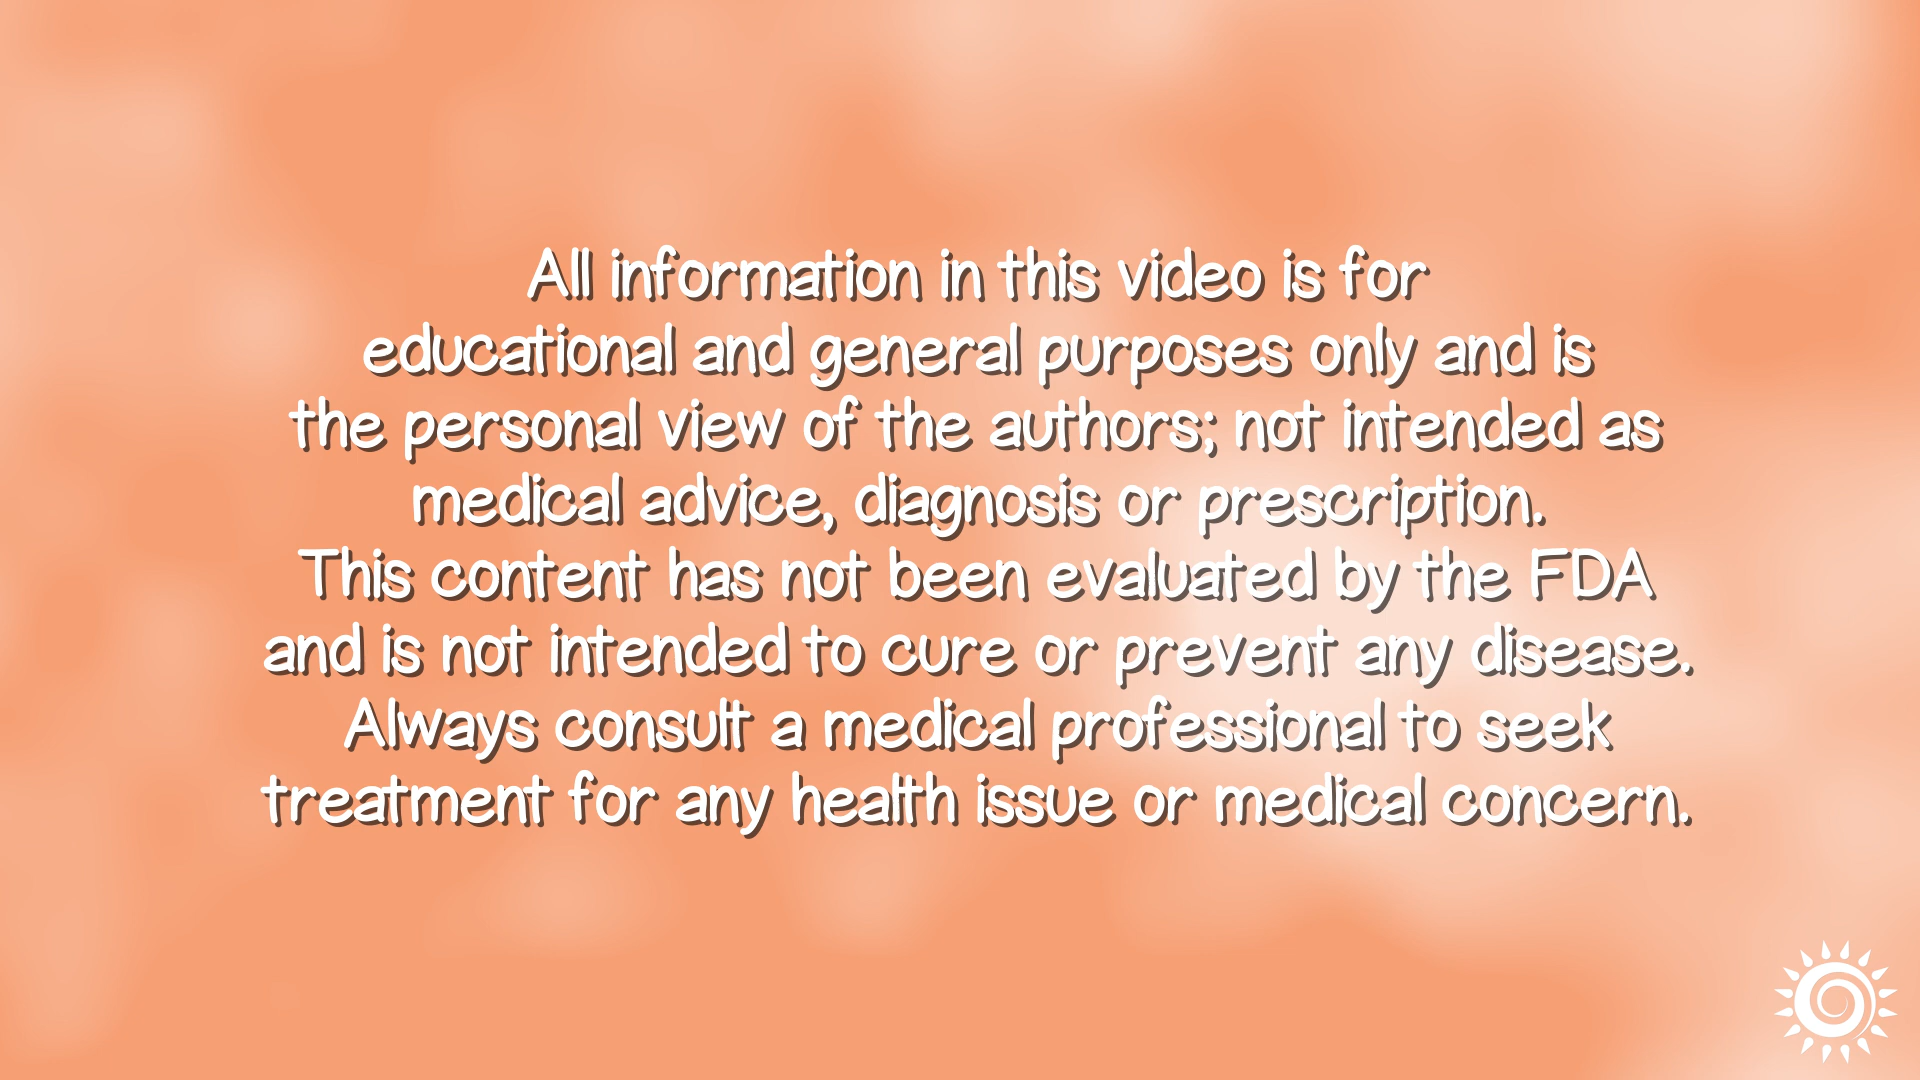 All information in this video is for
educational and general purposes only and is
the personal view of the authors; not intended as
medical advice, diagnosis or prescription.
This content has not been evaluated by the FDA
and is not intended to cure or prevent any disease.
Always consult a medical professional to seek
treatment for any health issue or medical concern.